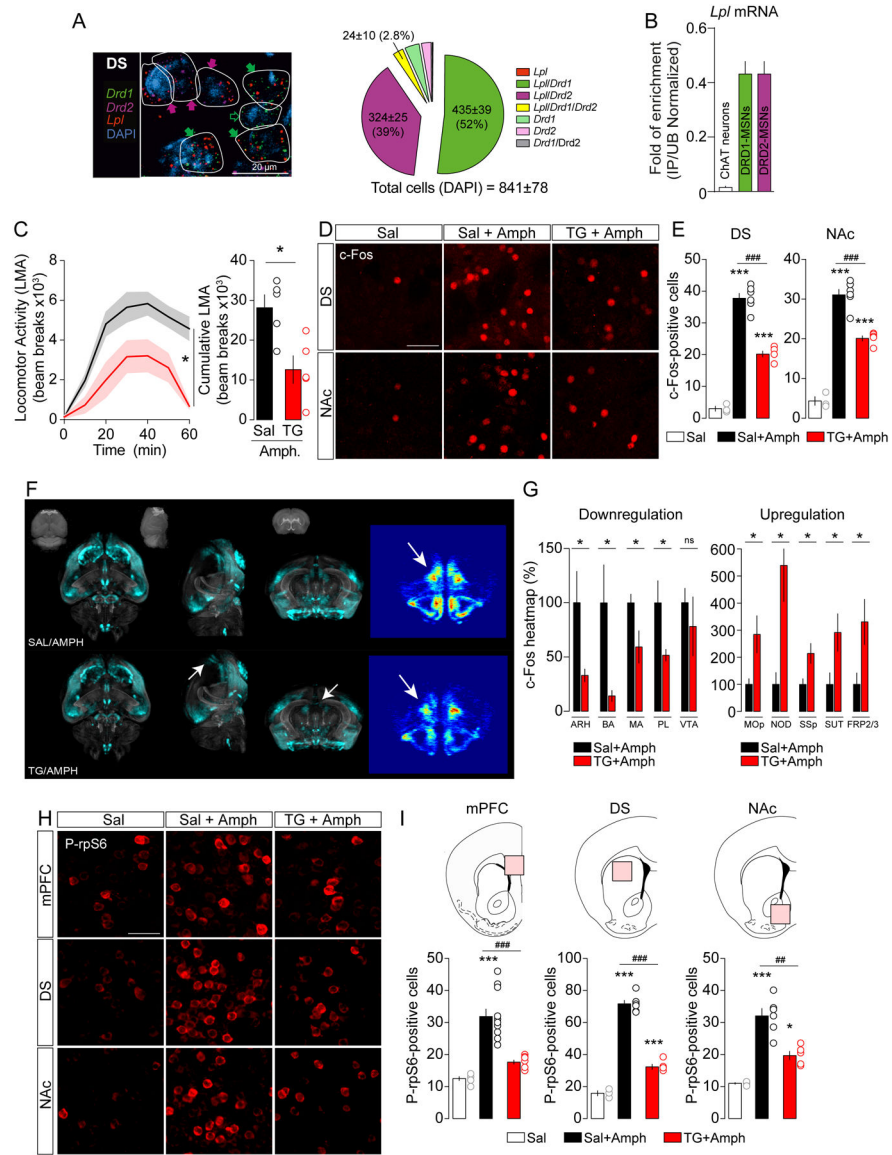 A
DS
Drd1
Drd2
Lpl
DAPI
20 μm
24±10 (2.8%)
324±25
(39%)
435±39
(52%)
Lpl
Lpl/Drd1
Lpl/Drd2
Lpl/Drd1/Drd2
Drd1
Drd2
Drd1/Drd2
Total cells (DAPI) = 841±78
B
Lpl mRNA
Fold of enrichment
(IP/UB Normalized)
0.6
0.4
0.2
0
ChAT neurons
DRD1-MSNs
DRD2-MSNs
C
Locomotor Activity (LMA)
(beam breaks x10³)
8
6
4
2
0
0 20 40 60
Time (min)
*
Cumulative LMA
(beam breaks x10³)
40
30
20
10
0
*
Sal TG
Amph.
D
Sal
Sal + Amph
TG + Amph
c-Fos
DS
NAc
E
DS
NAc
c-Fos-positive cells
50
40
30
20
10
0
###
***
***
40
30
20
10
0
###
***
***
Sal
Sal+Amph
TG+Amph
F
SAL/AMPH
TG/AMPH
G
Downregulation
Upregulation
c-Fos heatmap (%)
150
100
50
0
* * * * ns
ARH BA MA PL VTA
600
500
400
300
200
100
0
* * * * *
MOp NOD SSp SUT FRP2/3
Sal+Amph
TG+Amph
Sal+Amph
TG+Amph
H
Sal
Sal + Amph
TG + Amph
P-rpS6
mPFC
DS
NAc
I
mPFC
DS
NAc
P-rpS6-positive cells
50
40
30
20
10
0
###
***
P-rpS6-positive cells
100
80
60
40
20
0
###
***
***
P-rpS6-positive cells
50
40
30
20
10
0
##
***
*
Sal
Sal+Amph
TG+Amph